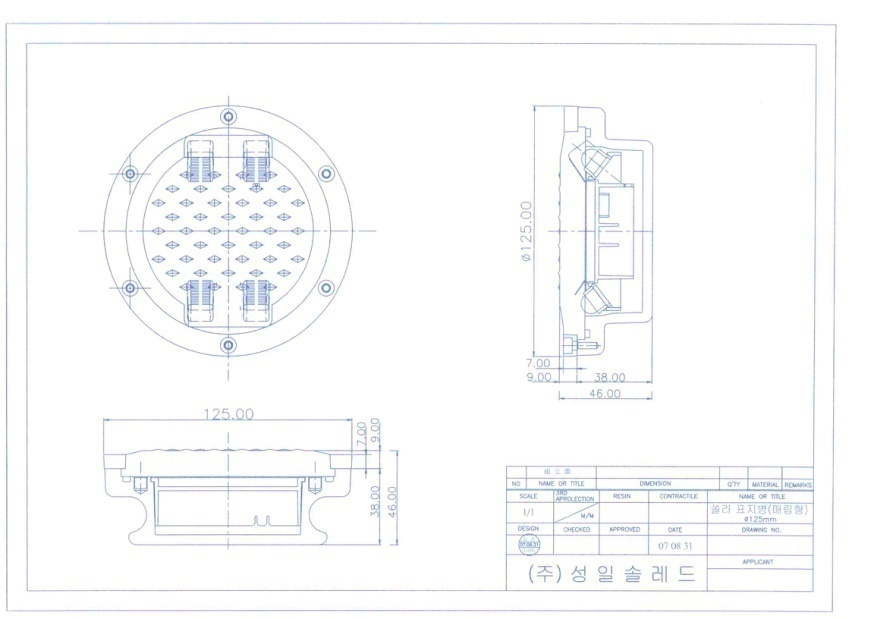 ø125.00
7.00
9.00
38.00
46.00
125.00
7.00
9.00
38.00
46.00
NO
NAME OR TITLE
DIMENSION
Q'TY
MATERIAL
REMARKS
SCALE
3RD
APROLECTION
RESIN
CONTRACTILE
NAME OR TITLE
1/1
M/M
쏠라 표지병(매립형)
ø125mm
DESIGN
CHECKED
APPROVED
DATE
DRAWING NO.
07.08.31
07 08 31
APPLICANT
(주) 성 일 솔 레 드